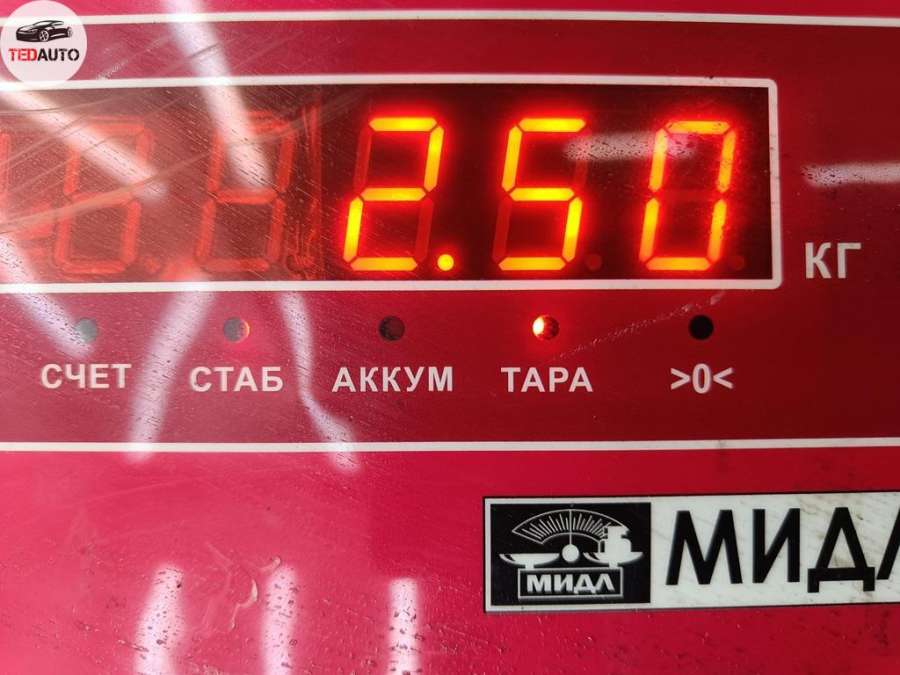 TEDAUTO
2.50
КГ
СЧЕТ СТАБ АККУМ ТАРА >0<
МИДЛ МИДЛ